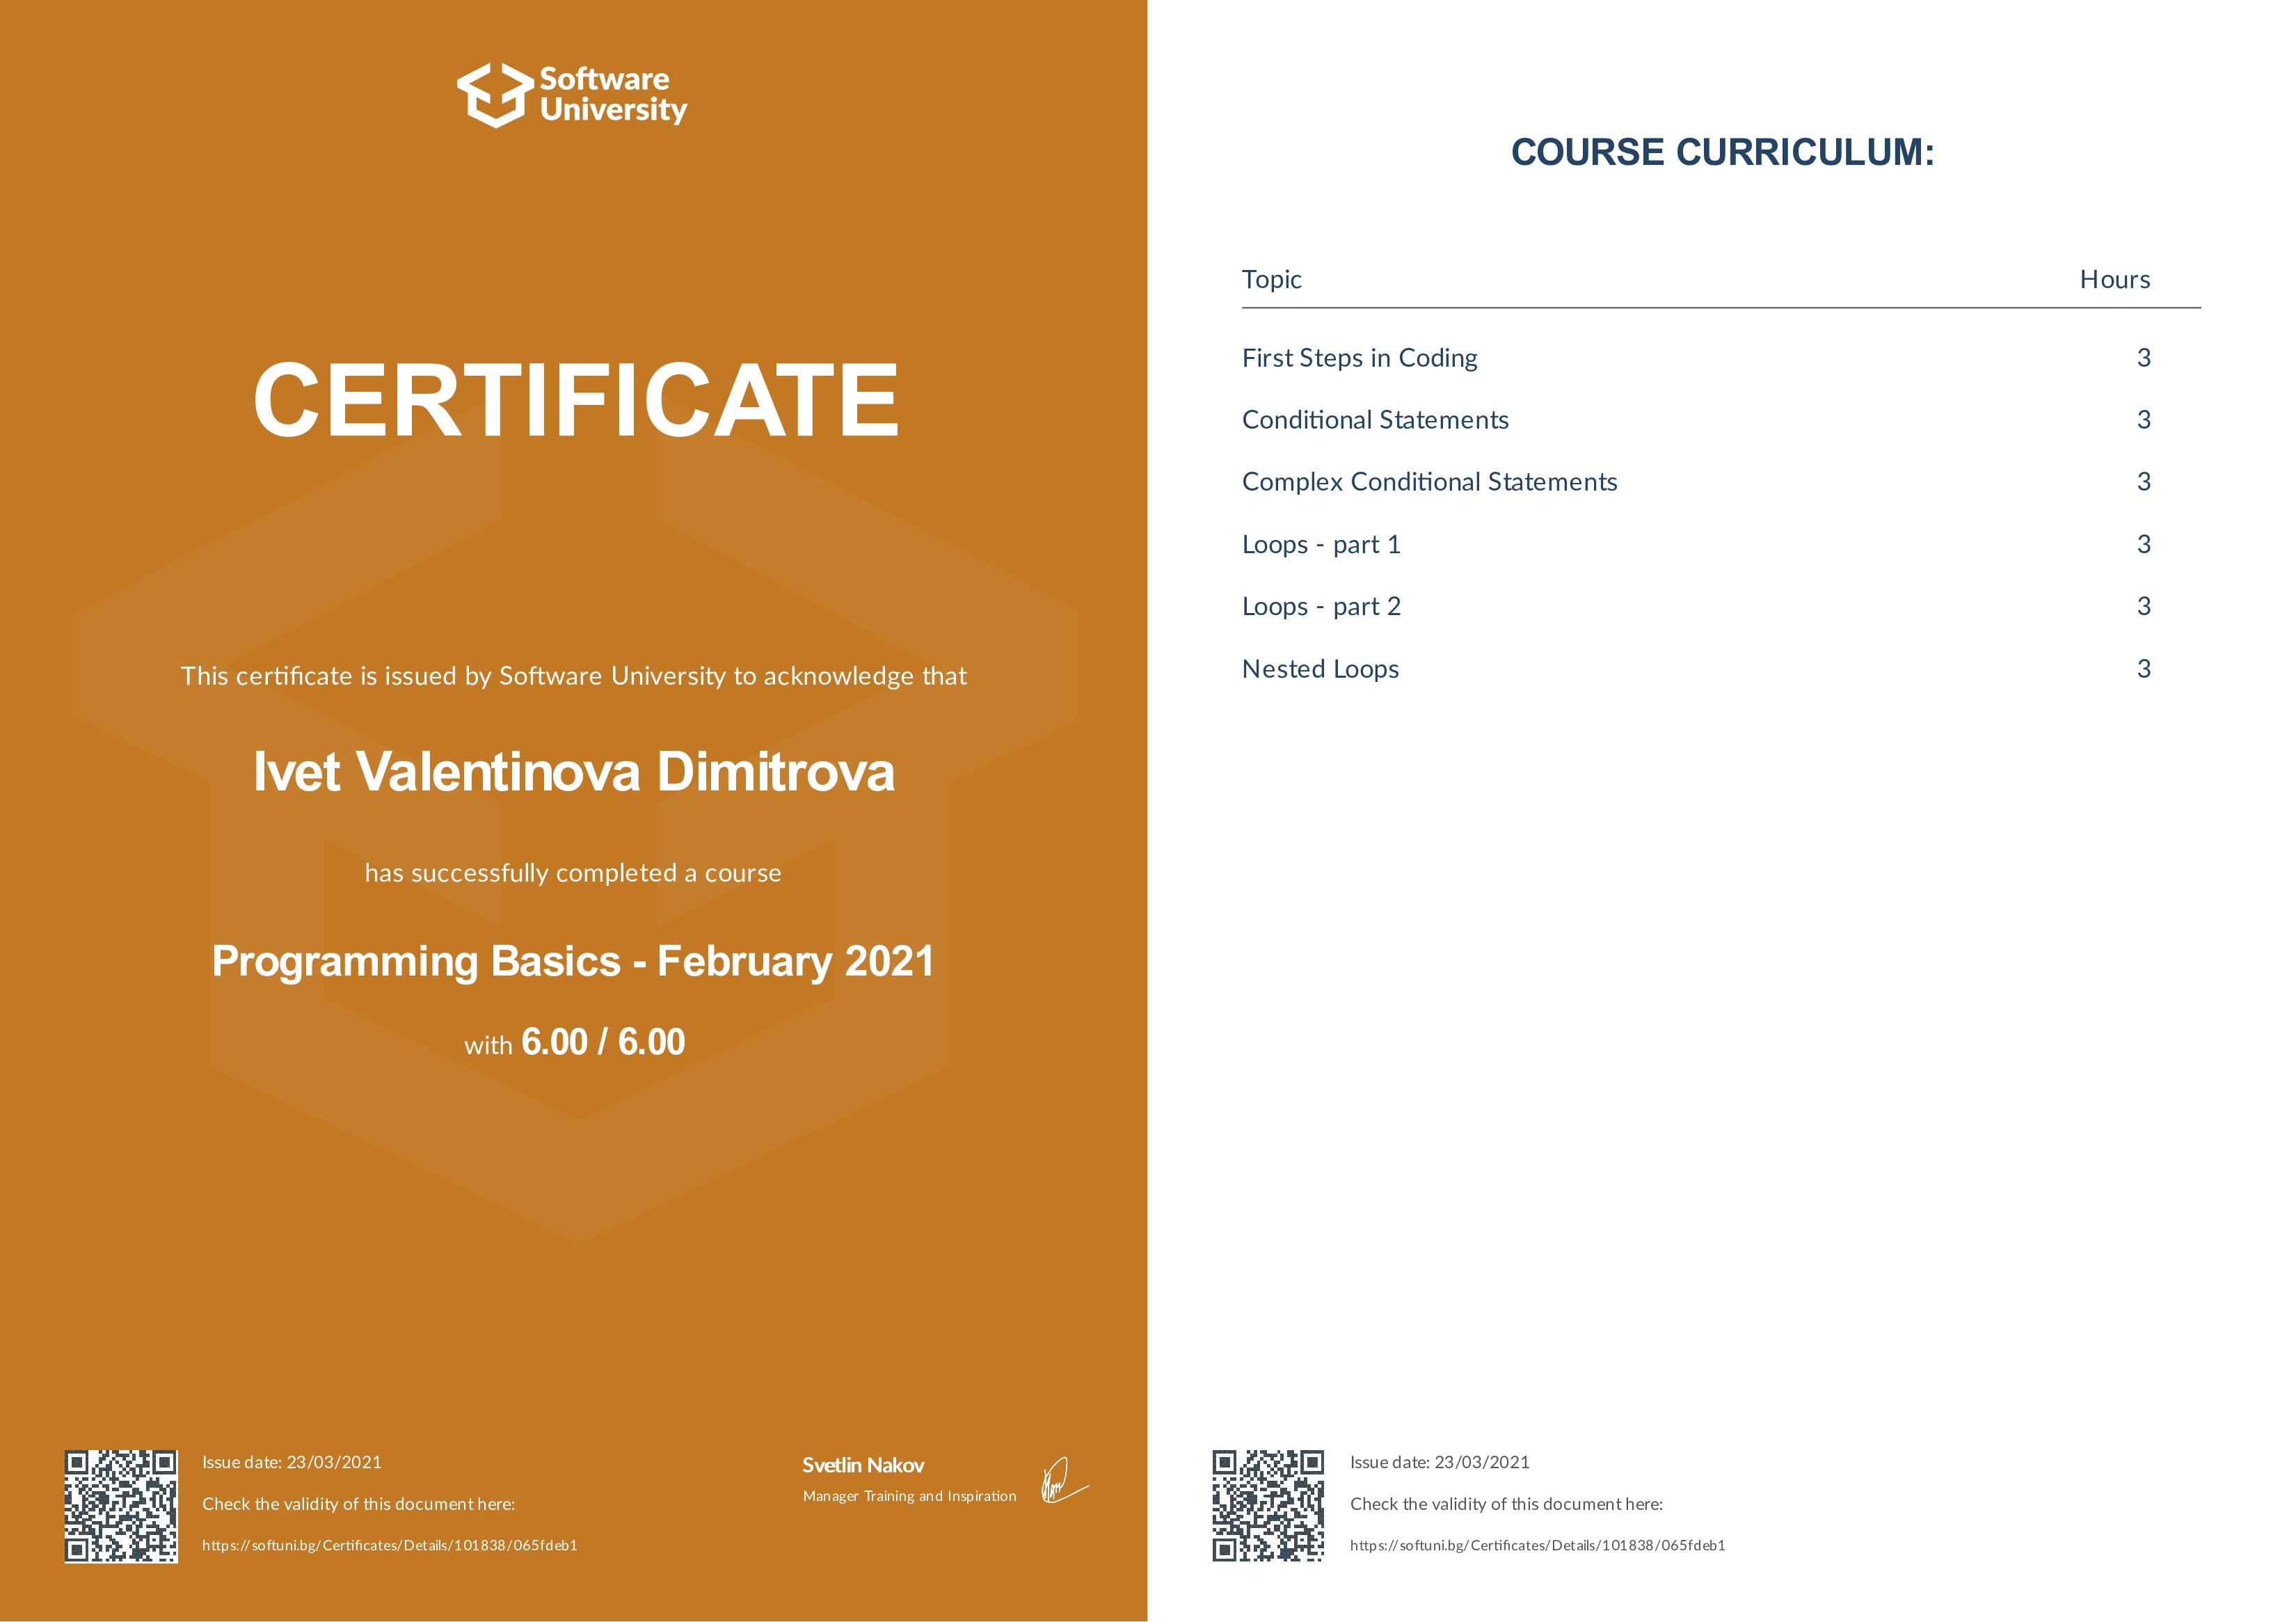 Software
University
CERTIFICATE
This certificate is issued by Software University to acknowledge that
Ivet Valentinova Dimitrova
has successfully completed a course
Programming Basics - February 2021
with 6.00 / 6.00
Issue date: 23/03/2021
Check the validity of this document here:
https://softuni.bg/Certificates/Details/101838/065fdeb1
Svetlin Nakov
Manager Training and Inspiration
COURSE CURRICULUM:
Topic Hours
First Steps in Coding 3
Conditional Statements 3
Complex Conditional Statements 3
Loops - part 1 3
Loops - part 2 3
Nested Loops 3
Issue date: 23/03/2021
Check the validity of this document here:
https://softuni.bg/Certificates/Details/101838/065fdeb1